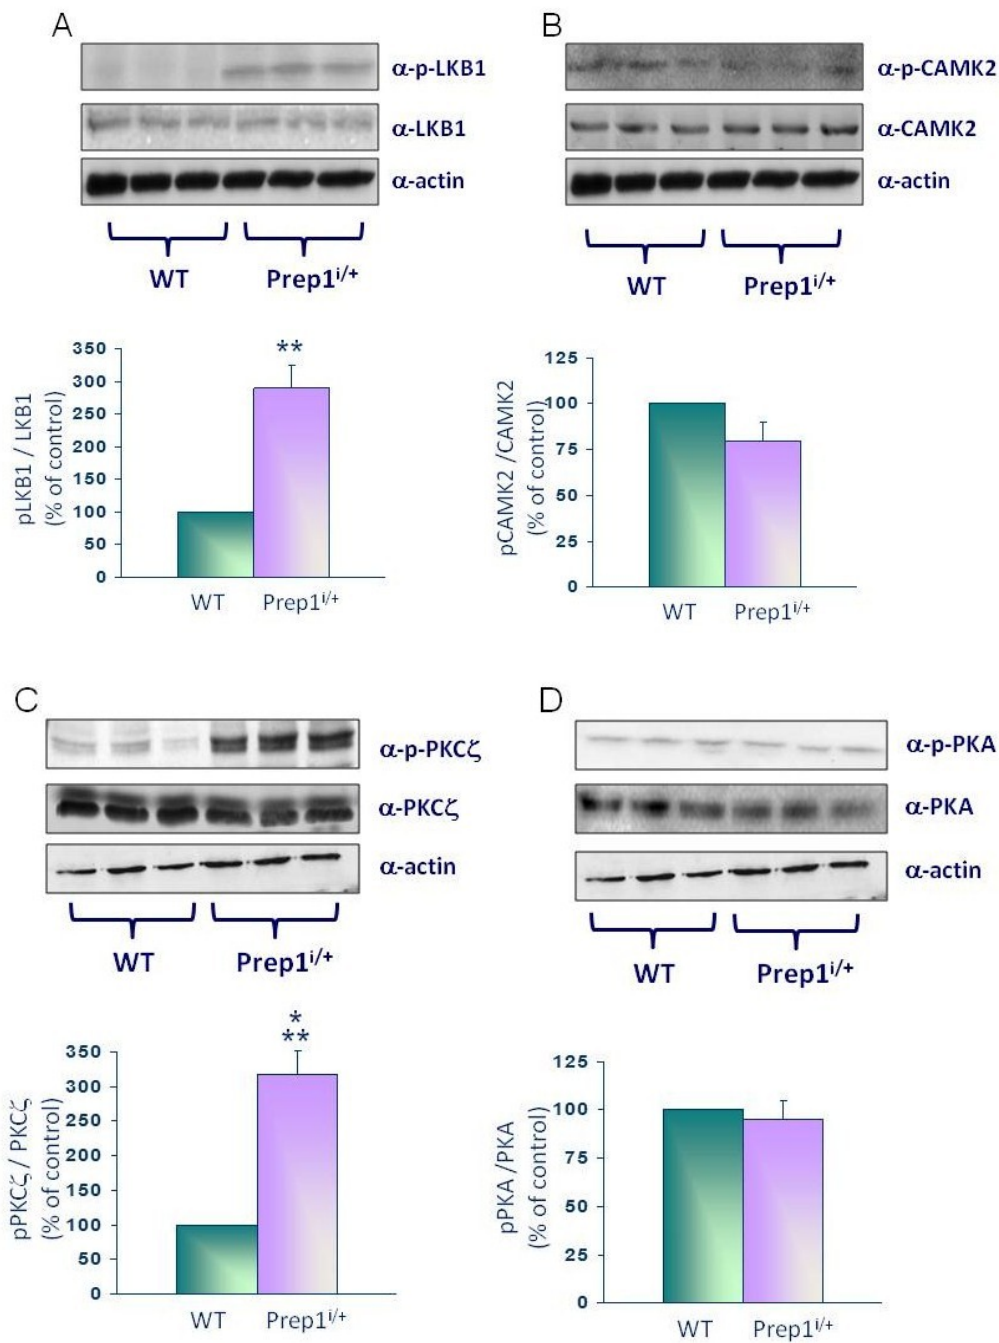 A
α-p-LKB1
α-LKB1
α-actin
WT Prep1ⁱ/⁺
350
300
250
200
150
100
50
0
pLKB1 / LKB1
(% of control)
**
WT Prep1ⁱ/⁺
B
α-p-CAMK2
α-CAMK2
α-actin
WT Prep1ⁱ/⁺
125
100
75
50
25
0
pCAMK2 /CAMK2
(% of control)
WT Prep1ⁱ/⁺
C
α-p-PKCζ
α-PKCζ
α-actin
WT Prep1ⁱ/⁺
350
300
250
200
150
100
50
0
pPKCζ / PKCζ
(% of control)
*
**
WT Prep1ⁱ/⁺
D
α-p-PKA
α-PKA
α-actin
WT Prep1ⁱ/⁺
125
100
75
50
25
0
pPKA /PKA
(% of control)
WT Prep1ⁱ/⁺